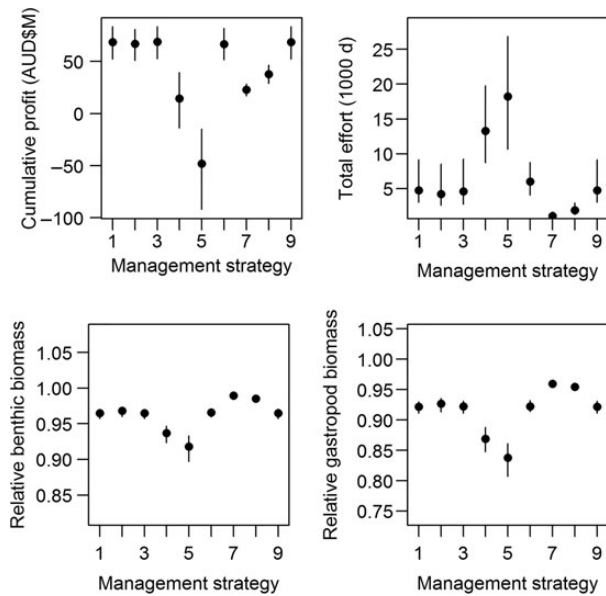 Cumulative profit (AUD$M)
50
0
–50
–100
1 3 5 7 9
Management strategy
Total effort (1000 d)
25
20
15
10
5
1 3 5 7 9
Management strategy
Relative benthic biomass
1.05
1.00
0.95
0.90
0.85
1 3 5 7 9
Management strategy
Relative gastropod biomass
1.05
1.00
0.95
0.90
0.85
0.80
0.75
1 3 5 7 9
Management strategy